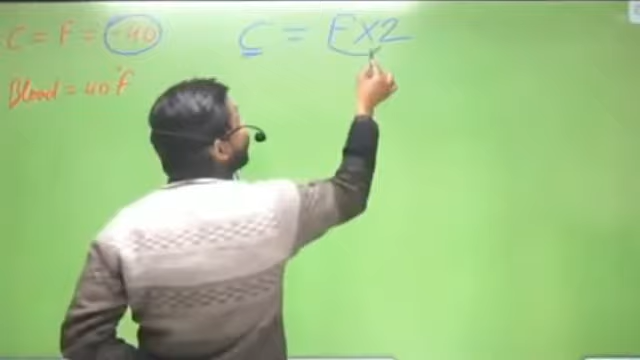 C = F = -40
C = F×2
Blood = 40°F